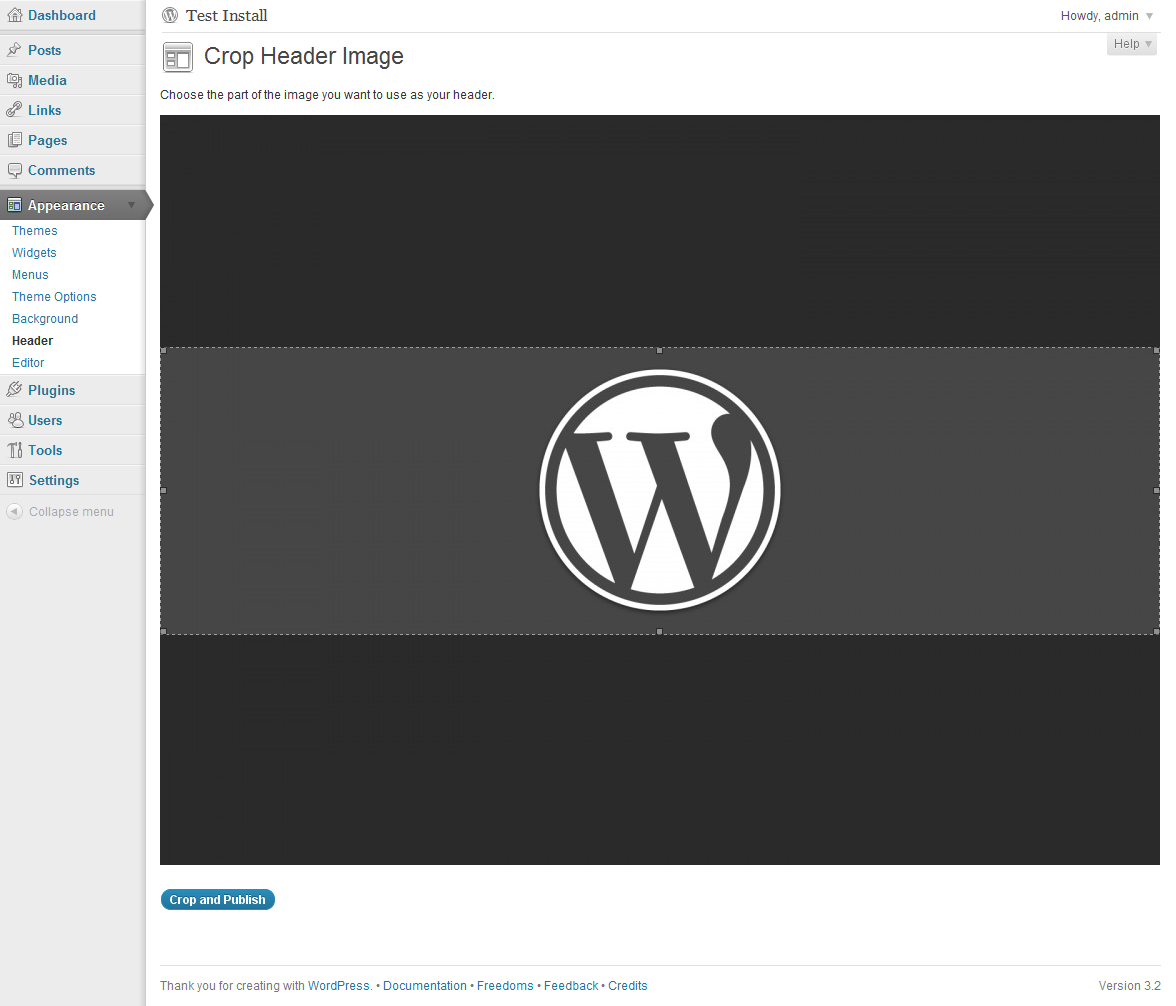 Dashboard
Posts
Media
Links
Pages
Comments
Appearance
Themes
Widgets
Menus
Theme Options
Background
Header
Editor
Plugins
Users
Tools
Settings
Collapse menu
Test Install
Howdy, admin
Help
Crop Header Image
Choose the part of the image you want to use as your header.
W
Crop and Publish
Thank you for creating with WordPress. • Documentation • Freedoms • Feedback • Credits
Version 3.2